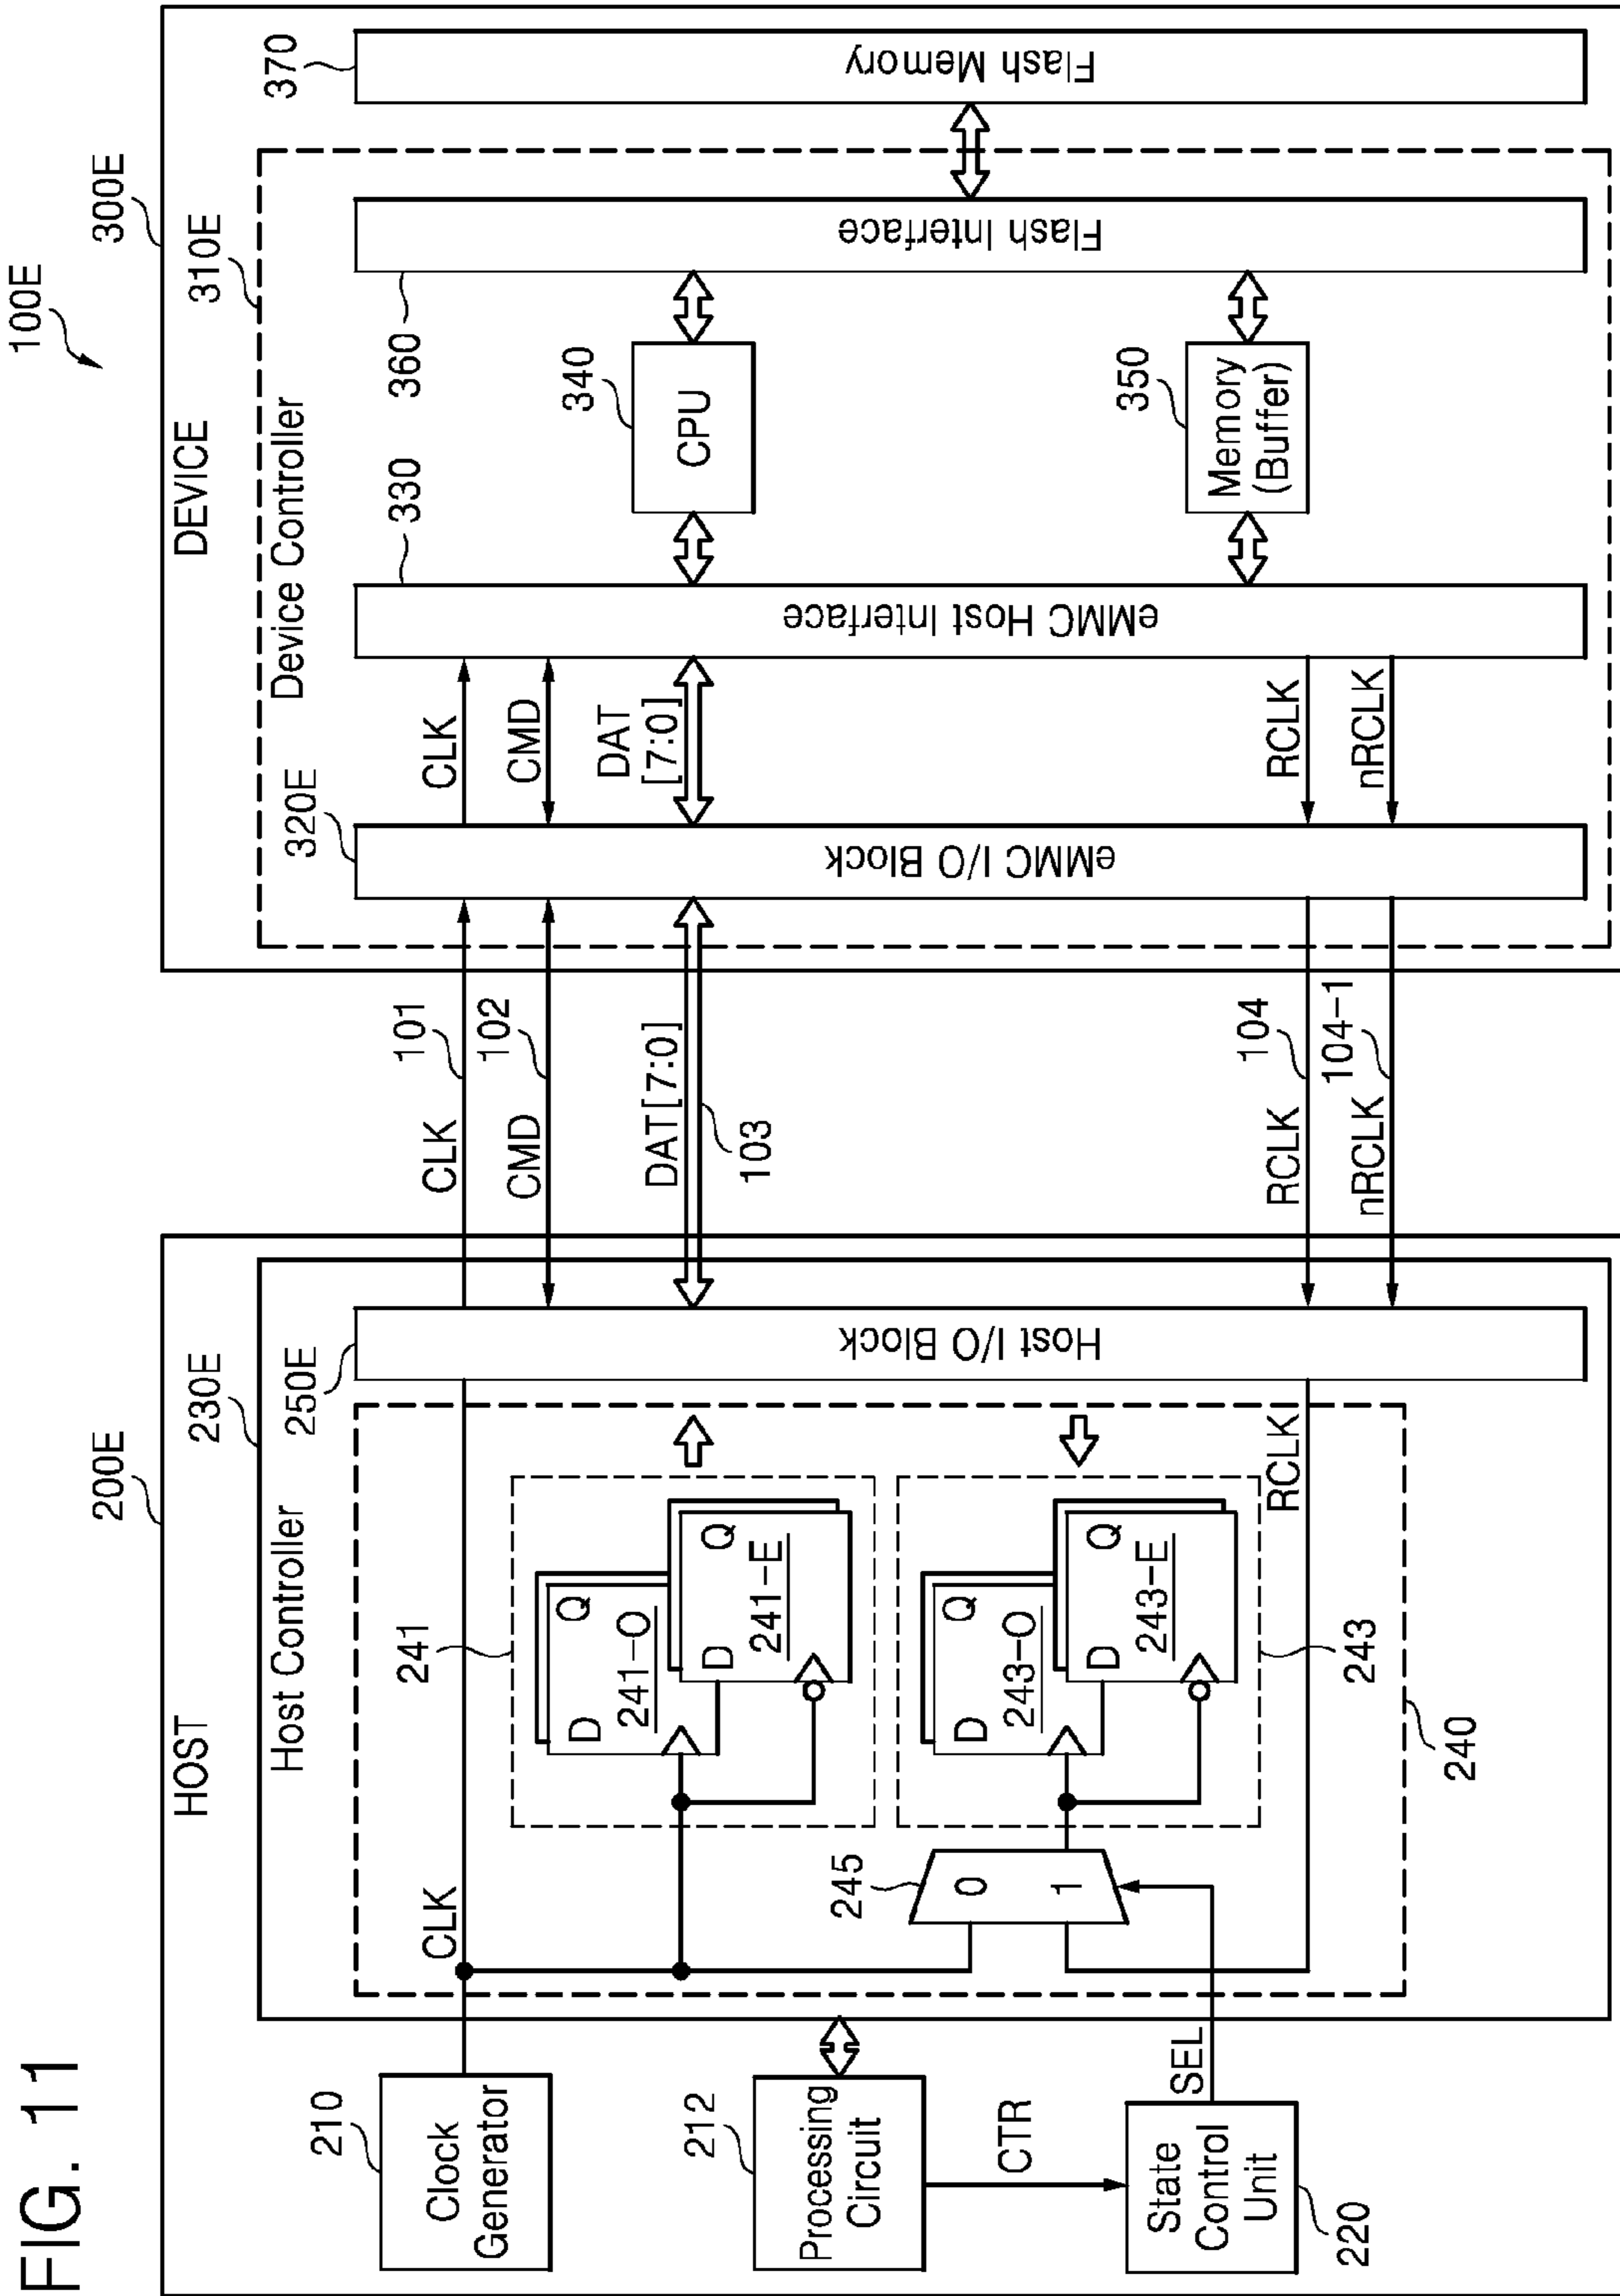 FIG. 11
100E
200E
HOST
210
Clock
Generator
212
Processing
Circuit
CTR
State
Control
Unit
220
SEL
230E
Host Controller
CLK
241
D
Q
241-O
D
Q
241-E
245
0
1
D
Q
243-O
D
Q
243-E
243
240
RCLK
250E
Host I/O Block
CLK
101
CMD
102
DAT[7:0]
103
RCLK
104
nRCLK
104-1
300E
DEVICE
310E
Device Controller
320E
eMMC I/O Block
CLK
CMD
DAT
[7:0]
RCLK
nRCLK
330
eMMC Host Interface
340
CPU
350
Memory
(Buffer)
360
Flash Interface
370
Flash Memory